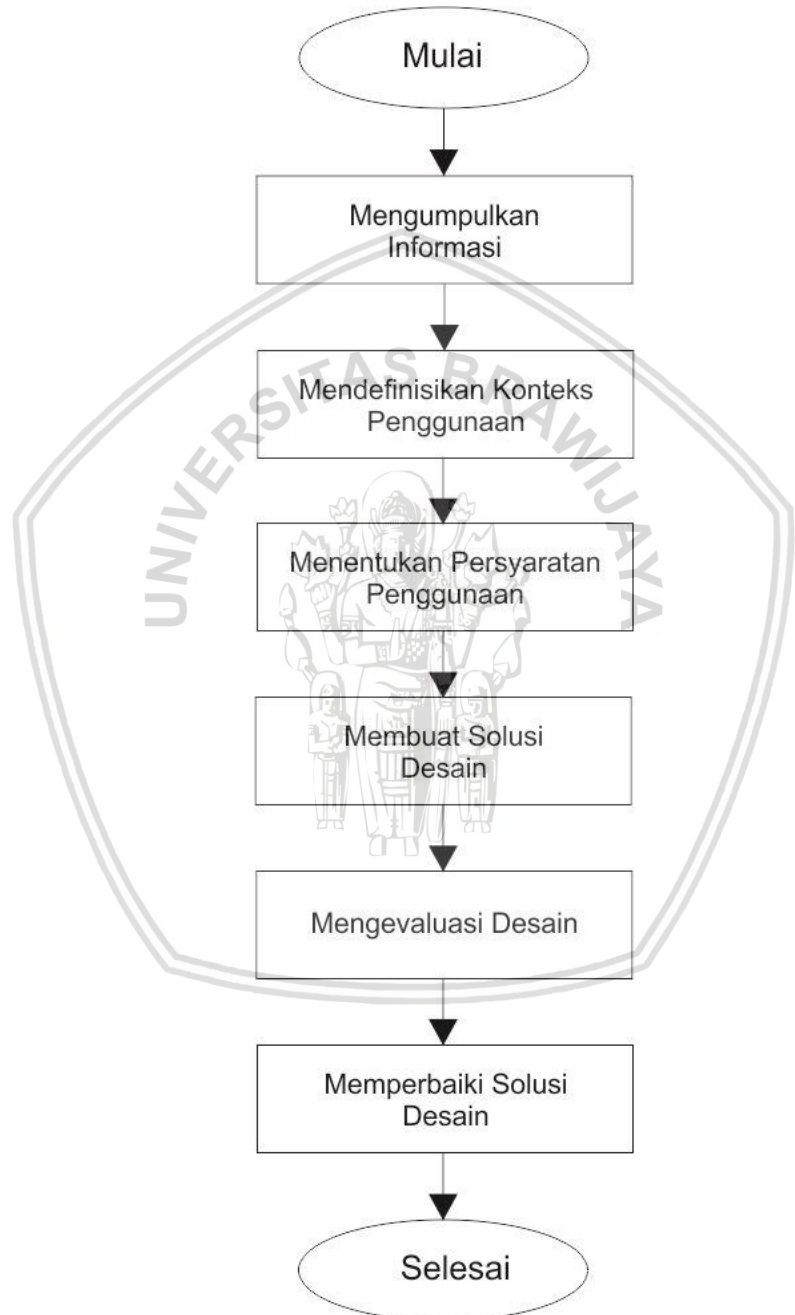 Mulai
Mengumpulkan
Informasi
UNIVERSITAS BRAWIJAYA
Mendefinisikan Konteks
Penggunaan
Menentukan Persyaratan
Penggunaan
Membuat Solusi
Desain
Mengevaluasi Desain
Memperbaiki Solusi
Desain
Selesai